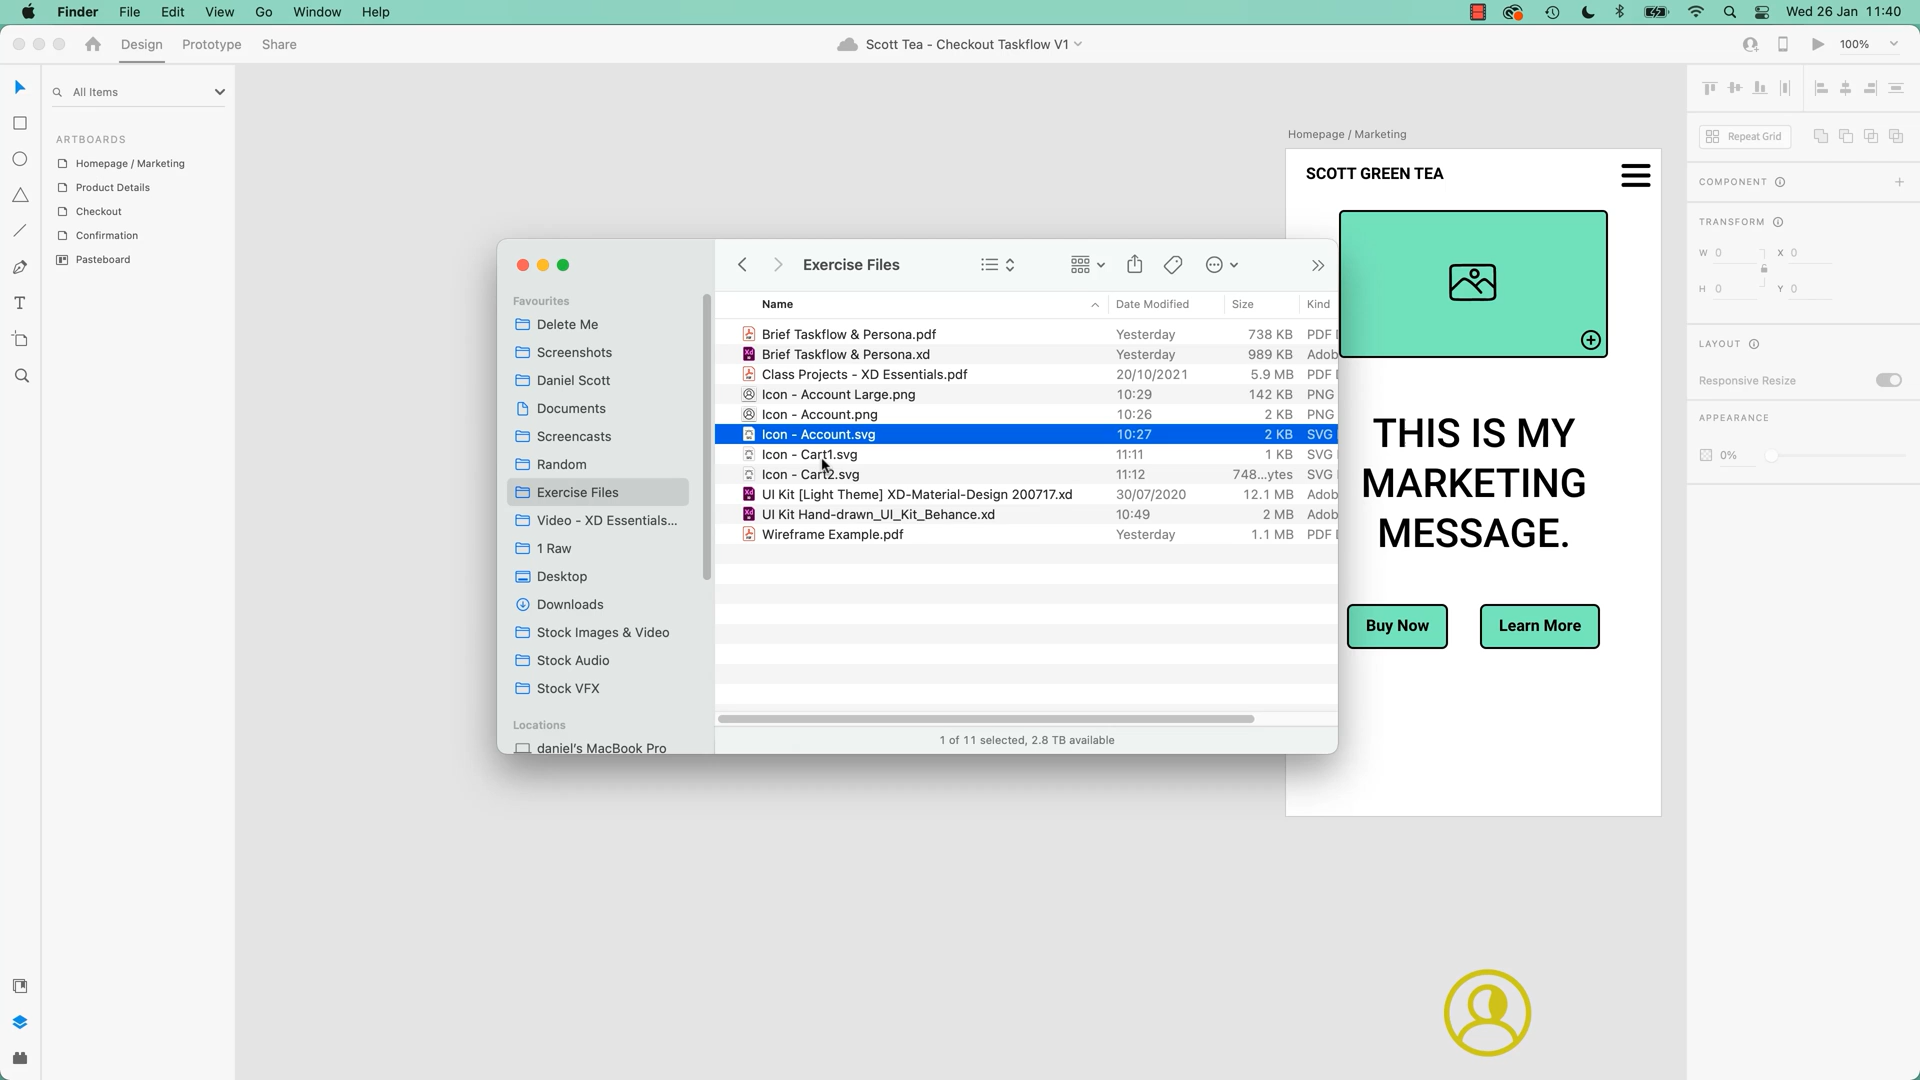 Finder File Edit View Go Window Help Wed 26 Jan 11:40
Design Prototype Share Scott Tea - Checkout Taskflow V1 100%
All Items
ARTBOARDS
Homepage / Marketing
Product Details
Checkout
Confirmation
Pasteboard
Exercise Files
Favourites
Delete Me
Screenshots
Daniel Scott
Documents
Screencasts
Random
Exercise Files
Video - XD Essentials...
1 Raw
Desktop
Downloads
Stock Images & Video
Stock Audio
Stock VFX
Locations
daniel's MacBook Pro
Name Date Modified Size Kind
Brief Taskflow & Persona.pdf Yesterday 738 KB PDF
Brief Taskflow & Persona.xd Yesterday 989 KB Adob
Class Projects - XD Essentials.pdf 20/10/2021 5.9 MB PDF
Icon - Account Large.png 10:29 142 KB PNG
Icon - Account.png 10:26 2 KB PNG
Icon - Account.svg 10:27 2 KB SVG
Icon - Cart1.svg 11:11 1 KB SVG
Icon - Cart2.svg 11:12 748...ytes SVG
UI Kit [Light Theme] XD-Material-Design 200717.xd 30/07/2020 12.1 MB Adob
UI Kit Hand-drawn_UI_Kit_Behance.xd 10:49 2 MB Adob
Wireframe Example.pdf Yesterday 1.1 MB PDF
1 of 11 selected, 2.8 TB available
Homepage / Marketing
SCOTT GREEN TEA
THIS IS MY
MARKETING
MESSAGE.
Buy Now Learn More
Repeat Grid
COMPONENT
TRANSFORM
W 0 X 0
H 0 Y 0
LAYOUT
Responsive Resize
APPEARANCE
0%